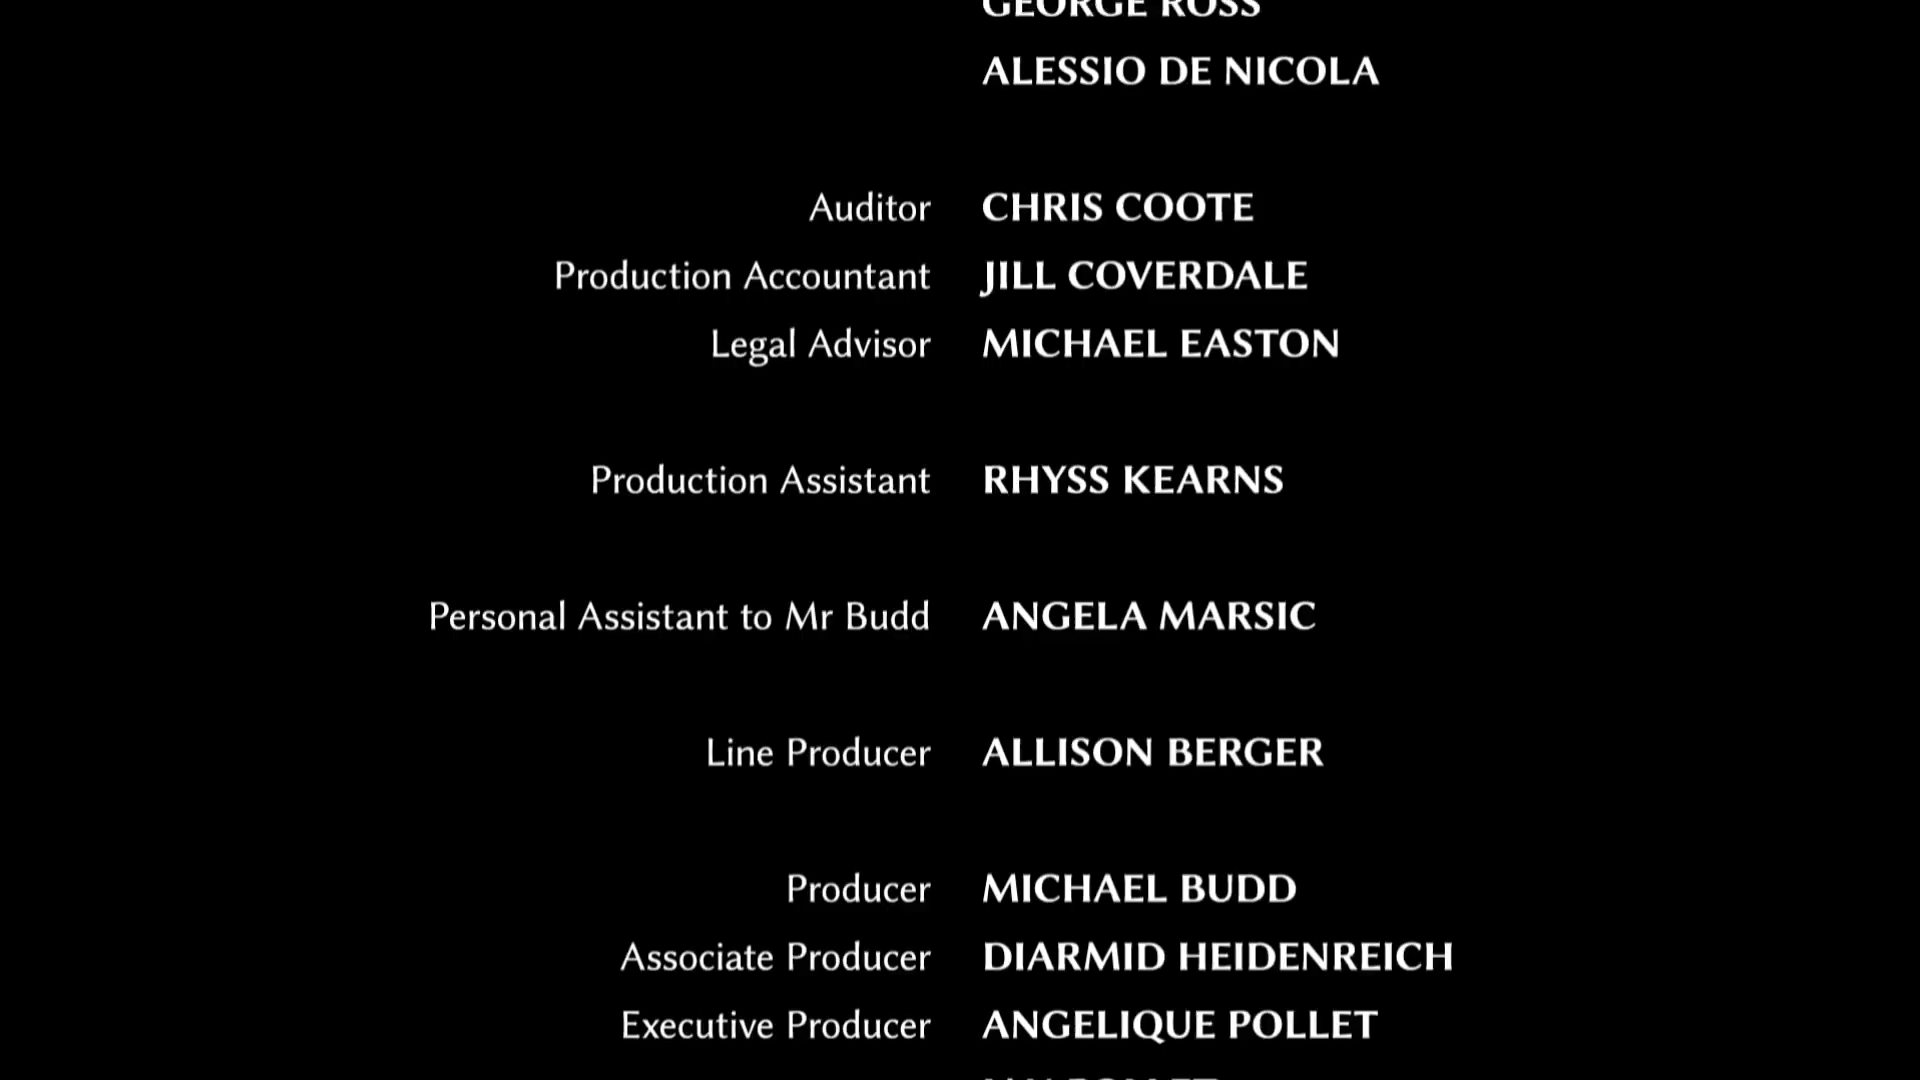 GEORGE ROSS
ALESSIO DE NICOLA
Auditor CHRIS COOTE
Production Accountant JILL COVERDALE
Legal Advisor MICHAEL EASTON
Production Assistant RHYSS KEARNS
Personal Assistant to Mr Budd ANGELA MARSIC
Line Producer ALLISON BERGER
Producer MICHAEL BUDD
Associate Producer DIARMID HEIDENREICH
Executive Producer ANGELIQUE POLLET